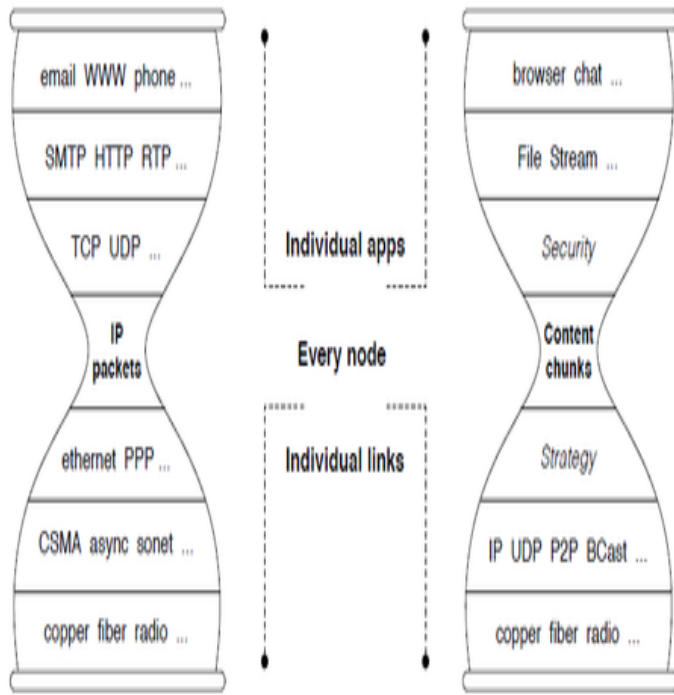 email WWW phone ...
SMTP HTTP RTP ...
TCP UDP ...
IP
packets
ethernet PPP ...
CSMA async sonet ...
copper fiber radio ...
Individual apps
Every node
Individual links
browser chat ...
File Stream ...
Security
Content
chunks
Strategy
IP UDP P2P BCast ...
copper fiber radio ...